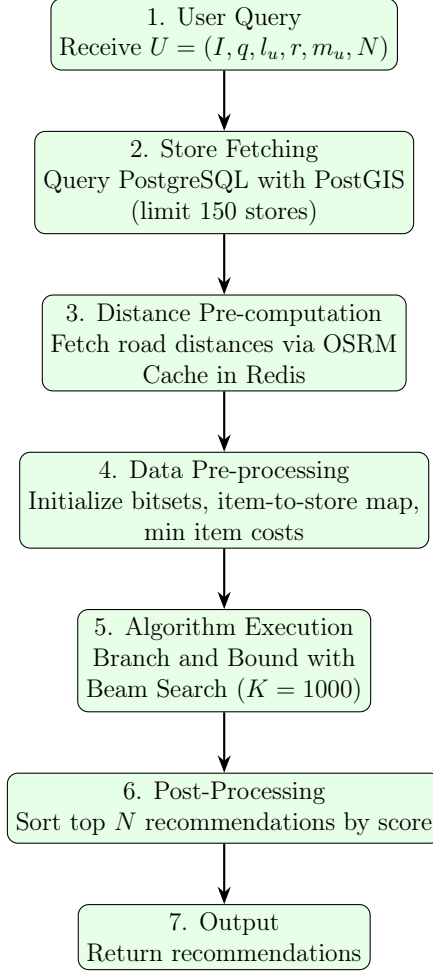 1. User Query
Receive U = (I, q, l_u, r, m_u, N)
2. Store Fetching
Query PostgreSQL with PostGIS
(limit 150 stores)
3. Distance Pre-computation
Fetch road distances via OSRM
Cache in Redis
4. Data Pre-processing
Initialize bitsets, item-to-store map,
min item costs
5. Algorithm Execution
Branch and Bound with
Beam Search (K = 1000)
6. Post-Processing
Sort top N recommendations by score
7. Output
Return recommendations